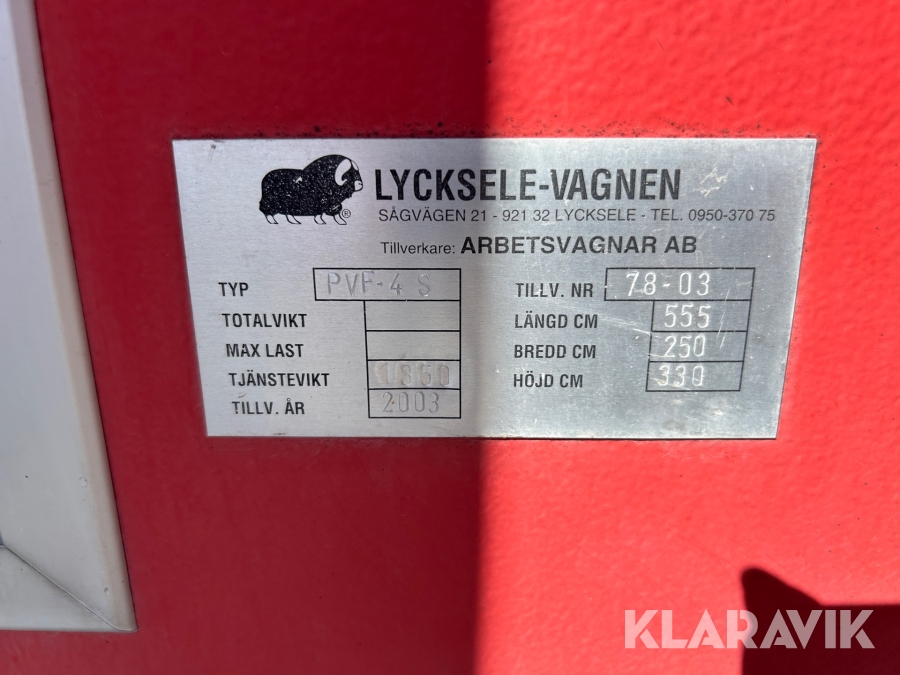 LYCKSELE-VAGNEN
SÅGVÄGEN 21 - 921 32 LYCKSELE - TEL. 0950-370 75
Tillverkare: ARBETSVAGNAR AB
TYP PVF-4 S
TOTALVIKT
MAX LAST
TJÄNSTEVIKT 1860
TILLV. ÅR 2003
TILLV. NR 78-03
LÄNGD CM 555
BREDD CM 250
HÖJD CM 330
®
KLARAVIK